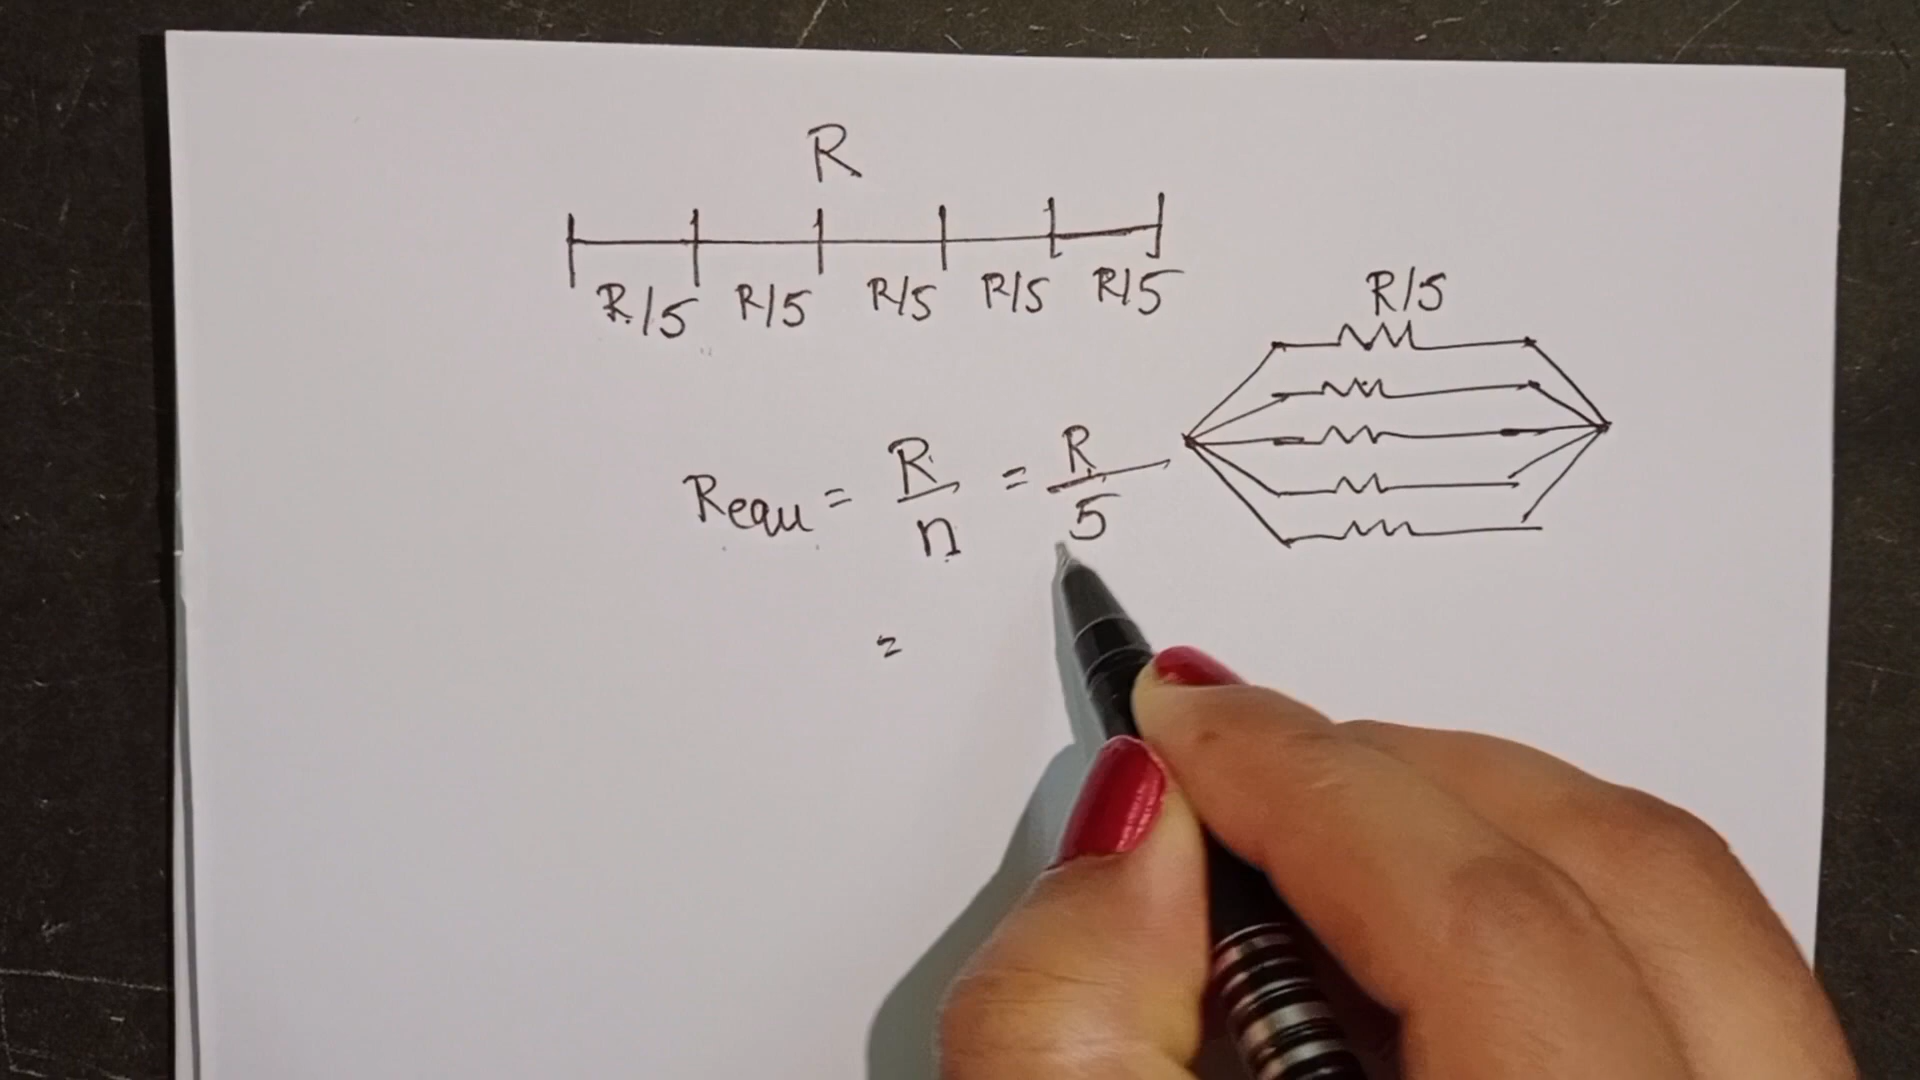 R
R/5 R/5 R/5 R/5 R/5
R/5
Requ = R/n = R/5
=